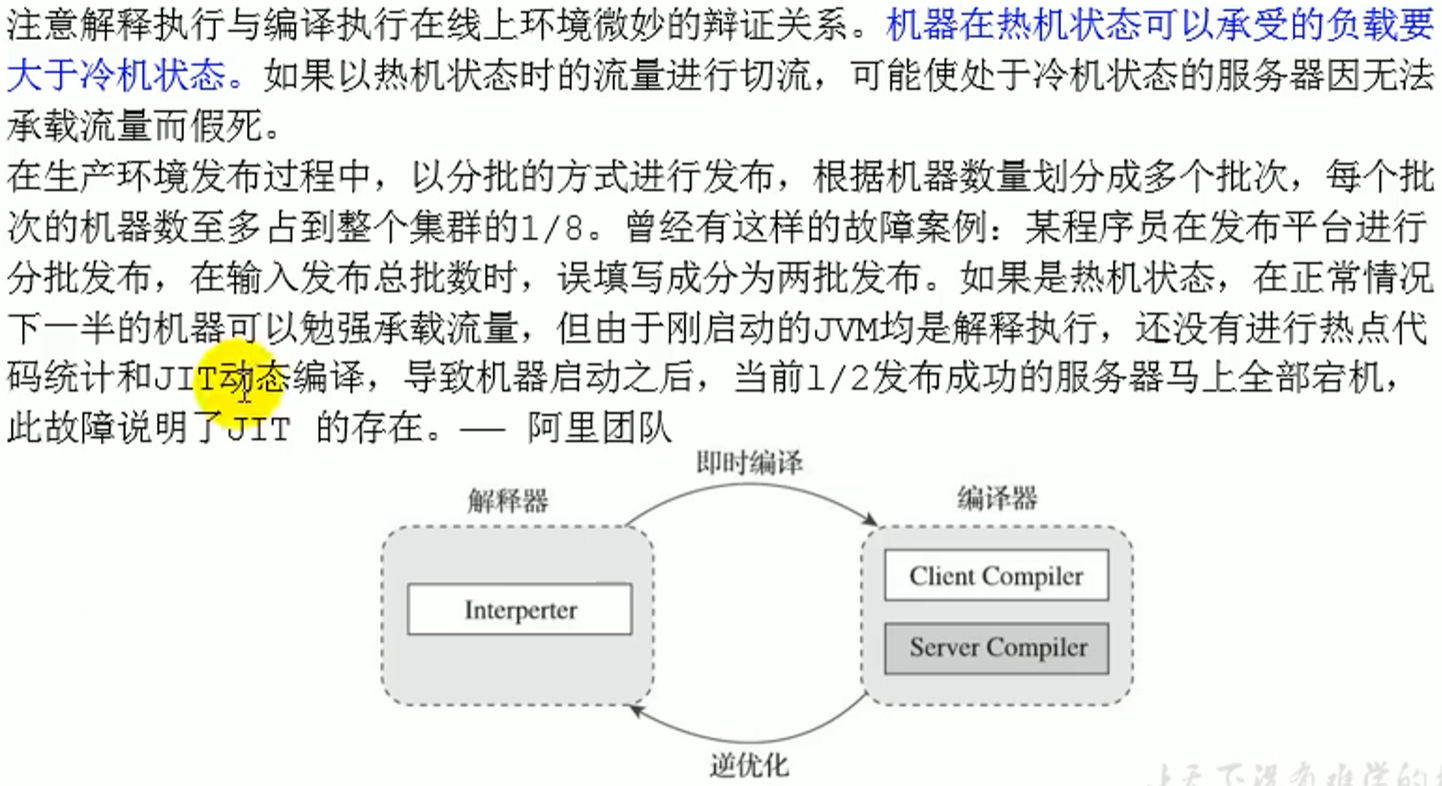 注意解释执行与编译执行在线上环境微妙的辩证关系。机器在热机状态可以承受的负载要
大于冷机状态。如果以热机状态时的流量进行切流，可能使处于冷机状态的服务器因无法
承载流量而假死。
在生产环境发布过程中，以分批的方式进行发布，根据机器数量划分成多个批次，每个批
次的机器数至多占到整个集群的1/8。曾经有这样的故障案例：某程序员在发布平台进行
分批发布，在输入发布总批数时，误填写成分为两批发布。如果是热机状态，在正常情况
下一半的机器可以勉强承载流量，但由于刚启动的JVM均是解释执行，还没有进行热点代
码统计和JIT动态编译，导致机器启动之后，当前1/2发布成功的服务器马上全部宕机，
此故障说明了JIT 的存在。—— 阿里团队
即时编译
解释器
编译器
Interperter
Client Compiler
Server Compiler
逆优化